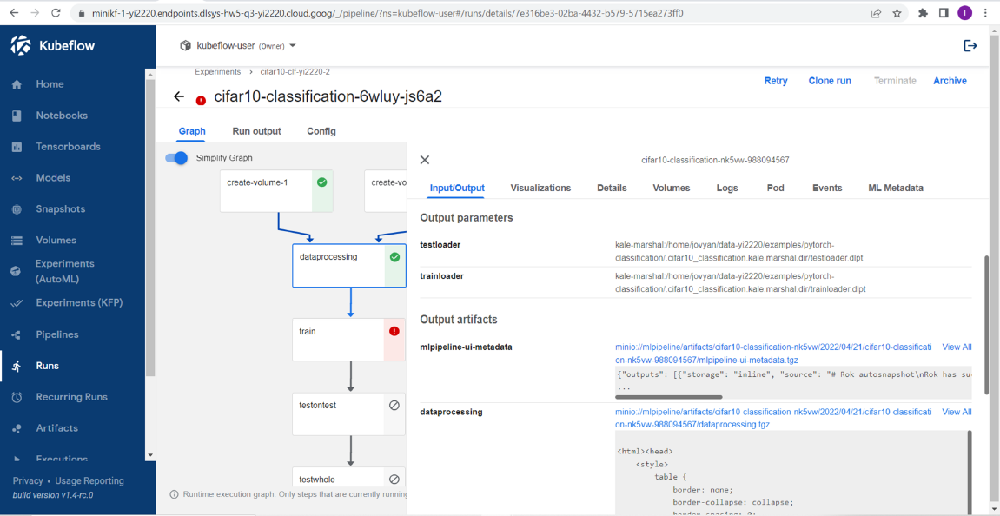 minikf-1-yi2220.endpoints.dlsys-hw5-q3-yi2220.cloud.goog/_/pipeline/?ns=kubeflow-user#/runs/details/7e316be3-02ba-4432-b579-5715ea273ff0
I
Kubeflow
kubeflow-user (Owner)
Home
Notebooks
Tensorboards
Models
Snapshots
Volumes
Experiments
(AutoML)
Experiments (KFP)
Pipelines
Runs
Recurring Runs
Artifacts
Executions
Privacy • Usage Reporting
build version v1.4-rc.0
Experiments > cifar10-clf-yi2220-2
cifar10-classification-6wluy-js6a2
Retry Clone run Terminate Archive
Graph Run output Config
Simplify Graph
create-volume-1
create-vo
dataprocessing
train
testontest
testwhole
Runtime execution graph. Only steps that are currently running
cifar10-classification-nk5vw-988094567
Input/Output Visualizations Details Volumes Logs Pod Events ML Metadata
Output parameters
testloader kale-marshal:/home/jovyan/data-yi2220/examples/pytorch-
classification/.cifar10_classification.kale.marshal.dir/testloader.dlpt
trainloader kale-marshal:/home/jovyan/data-yi2220/examples/pytorch-
classification/.cifar10_classification.kale.marshal.dir/trainloader.dlpt
Output artifacts
mlpipeline-ui-metadata minio://mlpipeline/artifacts/cifar10-classification-nk5vw/2022/04/21/cifar10-classificati View All
on-nk5vw-988094567/mlpipeline-ui-metadata.tgz
{"outputs": [{"storage": "inline", "source": "# Rok autosnapshot\nRok has su
...
dataprocessing minio://mlpipeline/artifacts/cifar10-classification-nk5vw/2022/04/21/cifar10-classificati View All
on-nk5vw-988094567/dataprocessing.tgz
<html><head>
<style>
table {
border: none;
border-collapse: collapse;
border-spacing: 0;